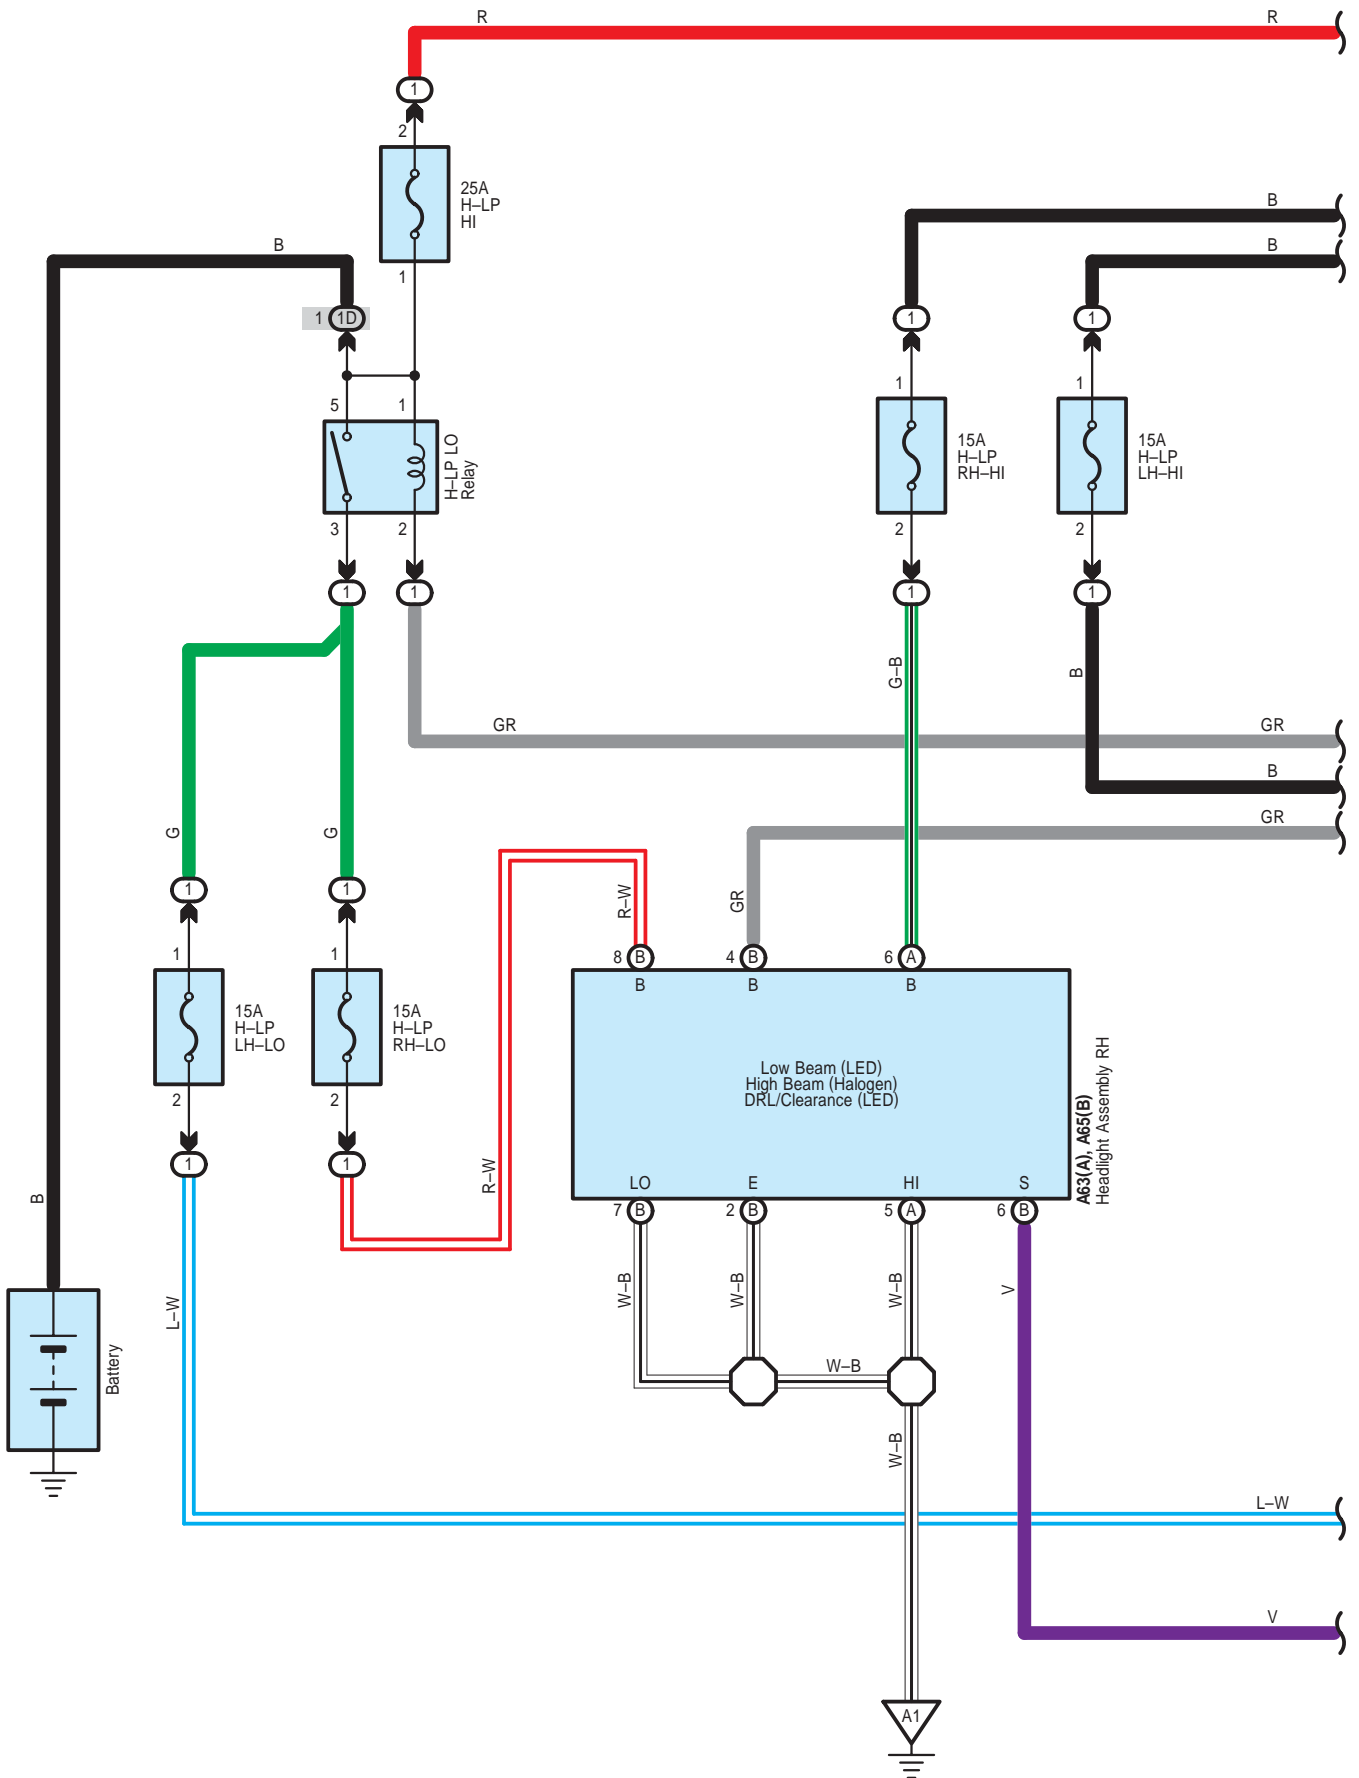 R
R
1
2
25A
H–LP
HI
1
B
B
B
1 1D
1
1
5
1
H–LP LO
Relay
3
2
1
1
1
15A
H–LP
RH–HI
2
1
15A
H–LP
LH–HI
2
1
1
1
1
G–B
B
GR
GR
B
GR
G
G
R–W
GR
1
1
8 B
4 B
6 A
B
B
B
1
15A
H–LP
LH–LO
2
1
15A
H–LP
RH–LO
2
Low Beam (LED)
High Beam (Halogen)
DRL/Clearance (LED)
A63(A), A65(B)
Headlight Assembly RH
1
1
R–W
LO
E
HI
S
7 B
2 B
5 A
6 B
B
L–W
W–B
W–B
W–B
V
Battery
W–B
W–B
L–W
V
A1